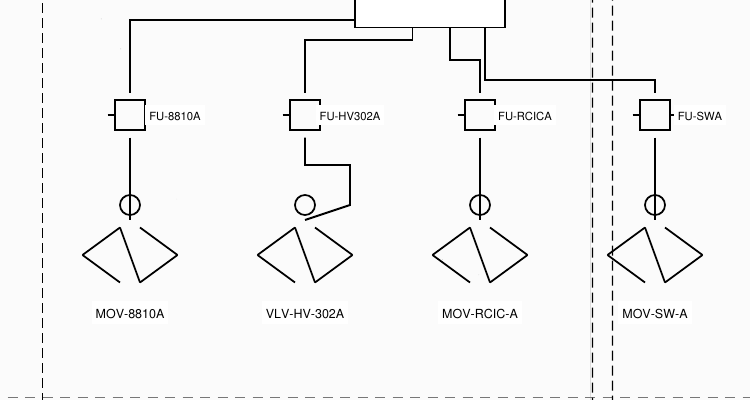 FU-8810A
FU-HV302A
FU-RCICA
FU-SWA
MOV-8810A
VLV-HV-302A
MOV-RCIC-A
MOV-SW-A